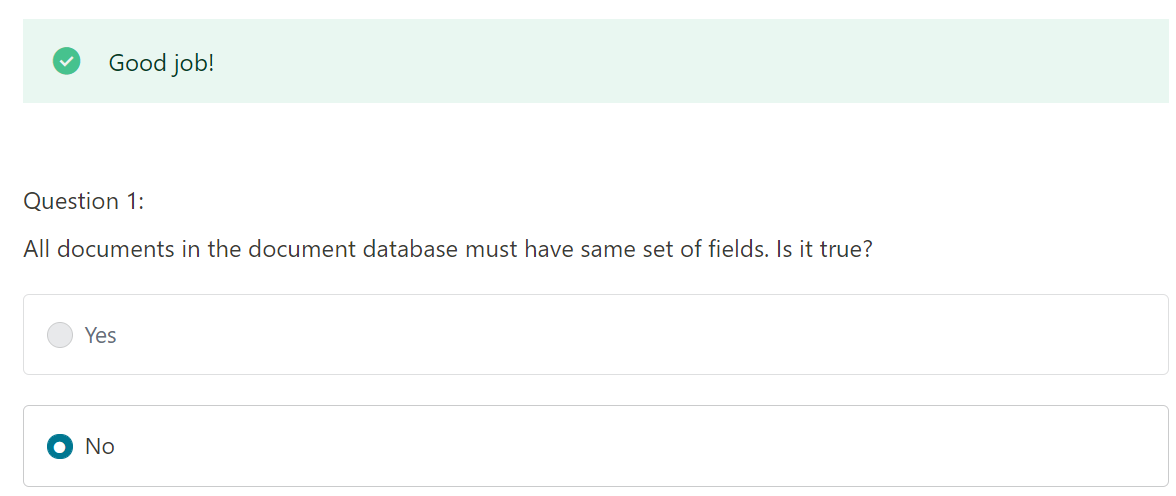 Good job!
Question 1:
All documents in the document database must have same set of fields. Is it true?
Yes
No